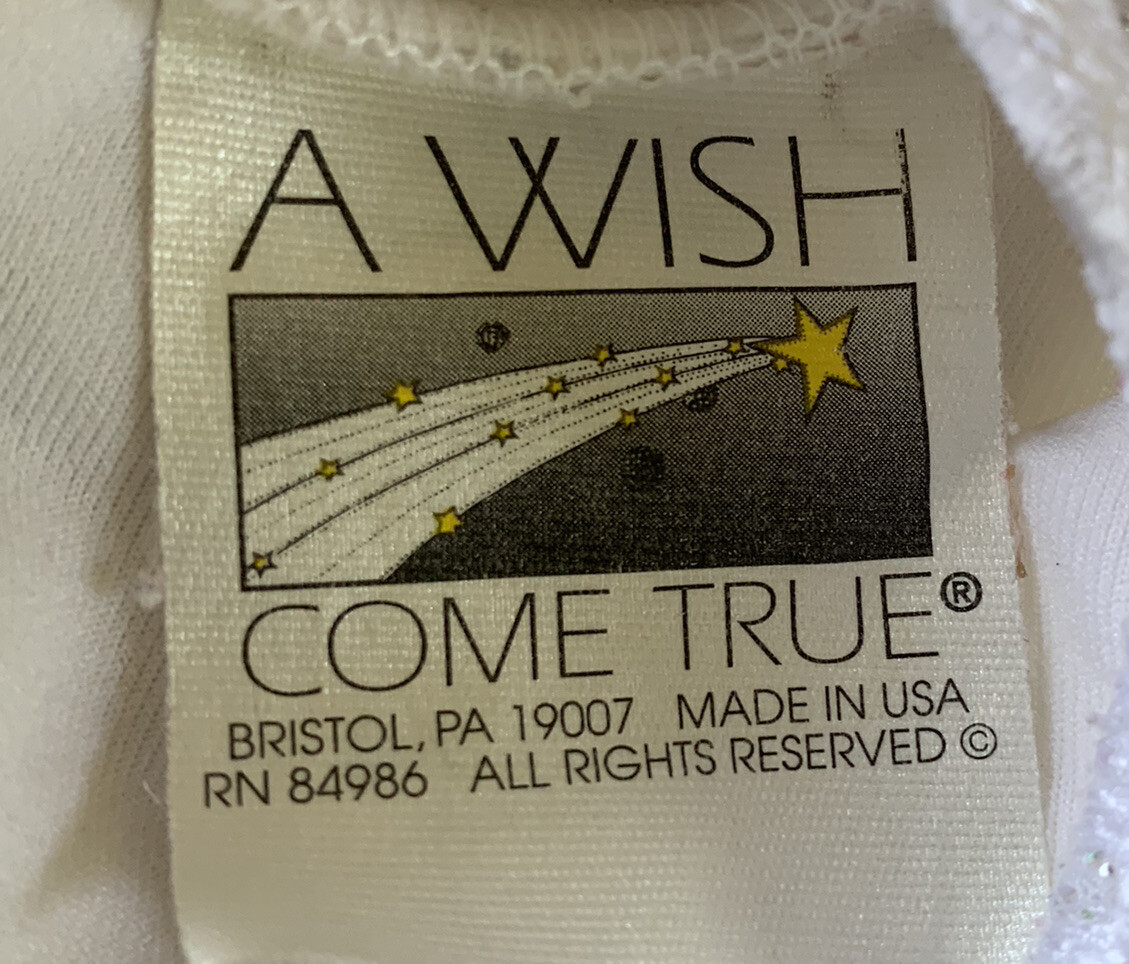 A WISH
COME TRUE®
BRISTOL, PA 19007 MADE IN USA
RN 84986 ALL RIGHTS RESERVED ©